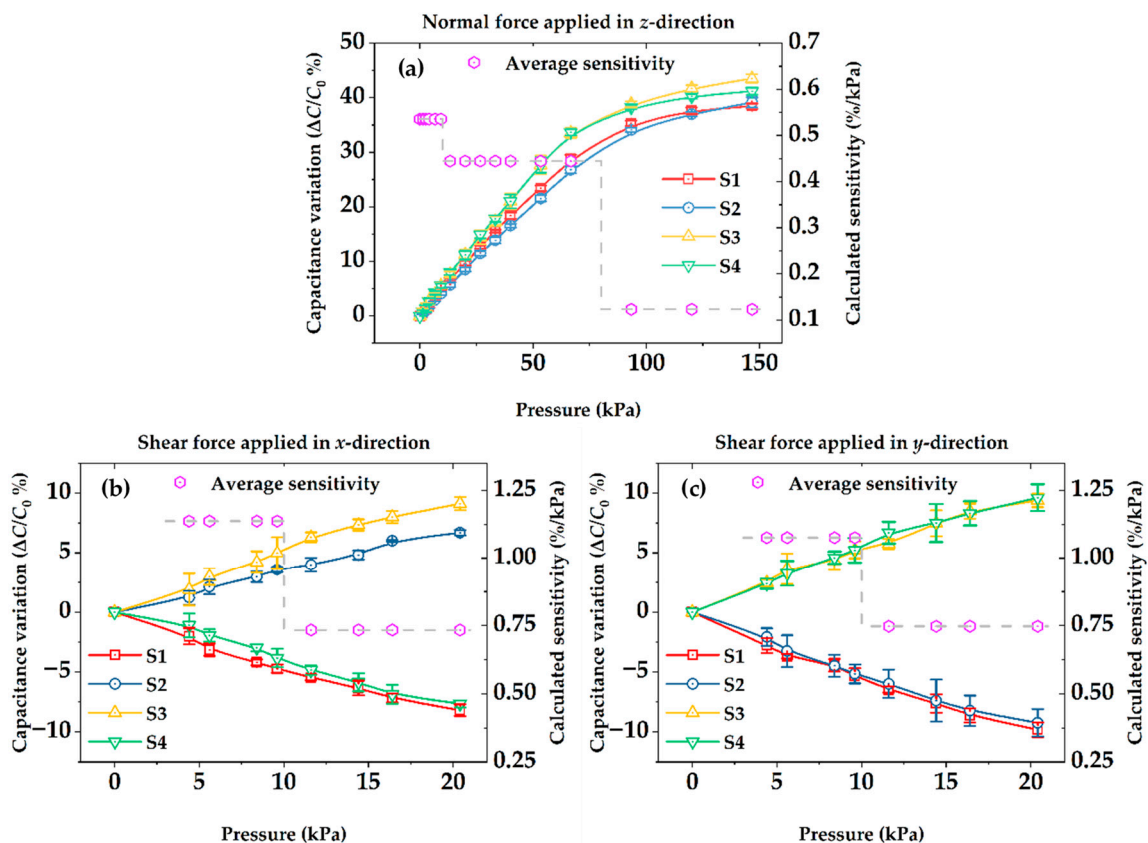 Normal force applied in z-direction
(a)
Average sensitivity
S1
S2
S3
S4
Capacitance variation (ΔC/C0 %)
50
40
30
20
10
0
Calculated sensitivity (%/kPa)
0.7
0.6
0.5
0.4
0.3
0.2
0.1
0
50
100
150
Pressure (kPa)
Shear force applied in x-direction
(b)
Average sensitivity
S1
S2
S3
S4
Capacitance variation (ΔC/C0 %)
10
5
0
−5
−10
Calculated sensitivity (%/kPa)
1.25
1.00
0.75
0.50
0.25
0
5
10
15
20
Pressure (kPa)
Shear force applied in y-direction
(c)
Average sensitivity
S1
S2
S3
S4
Capacitance variation (ΔC/C0 %)
10
5
0
−5
−10
Calculated sensitivity (%/kPa)
1.25
1.00
0.75
0.50
0.25
0
5
10
15
20
Pressure (kPa)